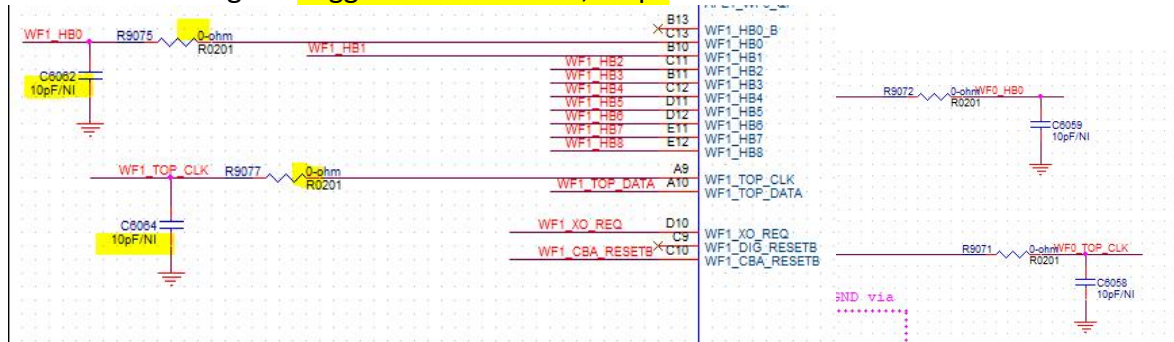 WF1_HB0
R9075
0-ohm
R0201
C6062
10pF/NI
WF1_HB1
WF1_HB2
WF1_HB3
WF1_HB4
WF1_HB5
WF1_HB6
WF1_HB7
WF1_HB8
B13
C13
B10
C11
B11
C12
D11
D12
E11
E12
WF1_HB0_B
WF1_HB0
WF1_HB1
WF1_HB2
WF1_HB3
WF1_HB4
WF1_HB5
WF1_HB6
WF1_HB7
WF1_HB8
R9072
0-ohm
WF0_HB0
R0201
C6059
10pF/NI
WF1_TOP_CLK
R9077
0-ohm
R0201
C6064
10pF/NI
WF1_TOP_DATA
A9
A10
WF1_TOP_CLK
WF1_TOP_DATA
WF1_XO_REQ
WF1_CBA_RESETB
D10
C9
C10
WF1_XO_REQ
WF1_DIG_RESETB
WF1_CBA_RESETB
R9071
0-ohm
WF0_TOP_CLK
R0201
C6058
10pF/NI
GND via